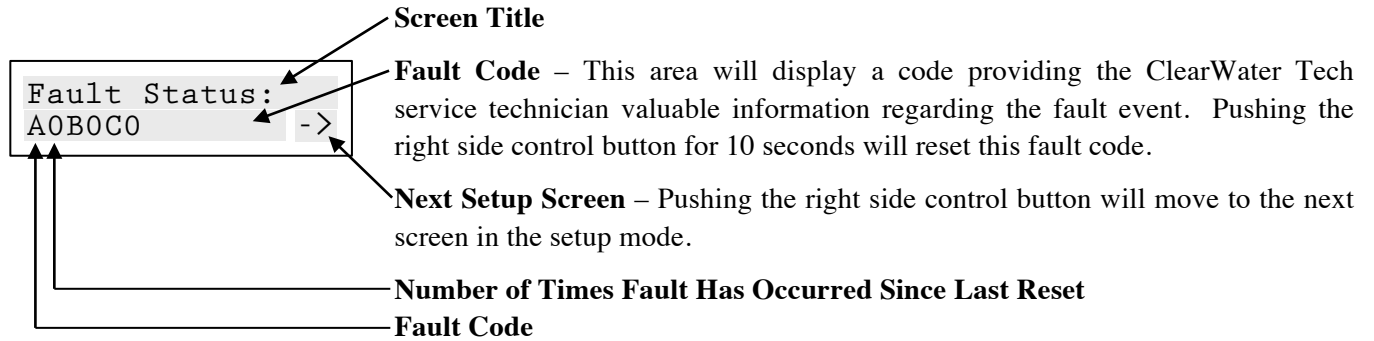 Screen Title
Fault Status:
A0B0C0 ->
Fault Code – This area will display a code providing the ClearWater Tech
service technician valuable information regarding the fault event. Pushing the
right side control button for 10 seconds will reset this fault code.
Next Setup Screen – Pushing the right side control button will move to the next
screen in the setup mode.
Number of Times Fault Has Occurred Since Last Reset
Fault Code